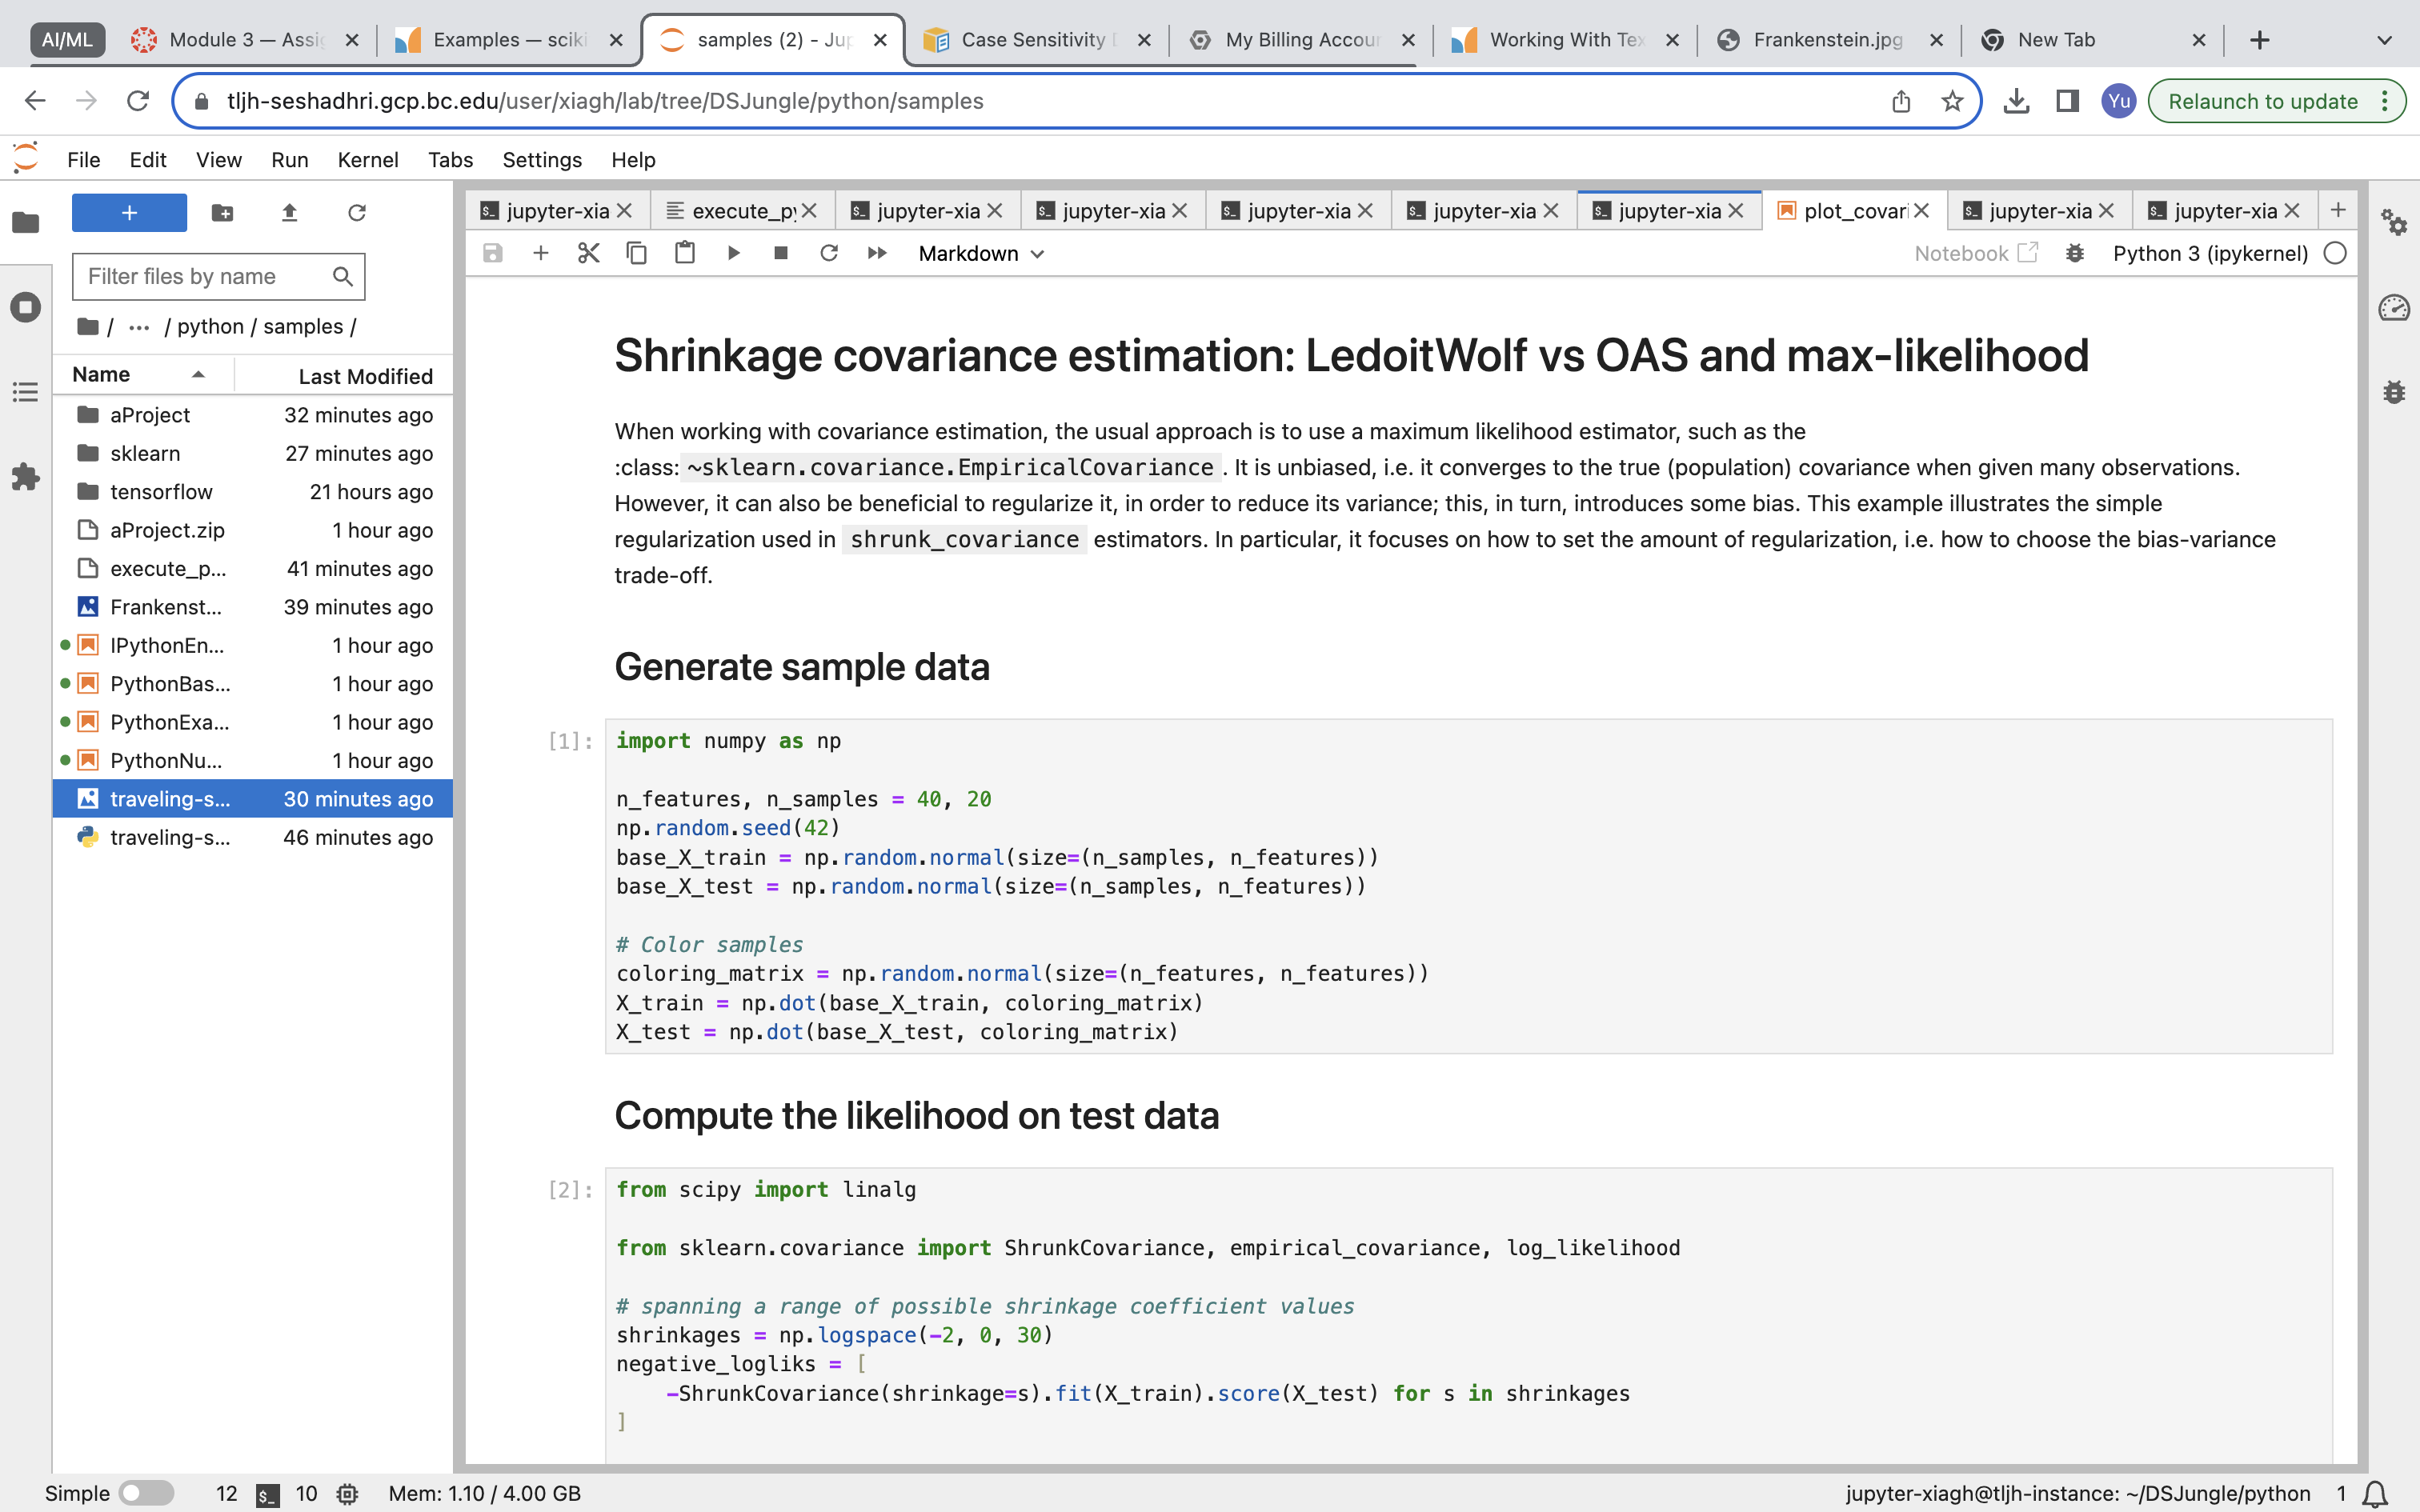 AI/ML
Module 3 — Assig
Examples — sciki
samples (2) - Jup
Case Sensitivity
My Billing Accour
Working With Tex
Frankenstein.jpg
New Tab
tljh-seshadhri.gcp.bc.edu/user/xiagh/lab/tree/DSJungle/python/samples
Yu
Relaunch to update
File Edit View Run Kernel Tabs Settings Help
Filter files by name
/ ... / python / samples /
Name Last Modified
aProject 32 minutes ago
sklearn 27 minutes ago
tensorflow 21 hours ago
aProject.zip 1 hour ago
execute_p... 41 minutes ago
Frankenst... 39 minutes ago
IPythonEn... 1 hour ago
PythonBas... 1 hour ago
PythonExa... 1 hour ago
PythonNu... 1 hour ago
traveling-s... 30 minutes ago
traveling-s... 46 minutes ago
jupyter-xia
execute_py
jupyter-xia
jupyter-xia
jupyter-xia
jupyter-xia
jupyter-xia
plot_covari
jupyter-xia
jupyter-xia
Markdown
Notebook
Python 3 (ipykernel)
Shrinkage covariance estimation: LedoitWolf vs OAS and max-likelihood
When working with covariance estimation, the usual approach is to use a maximum likelihood estimator, such as the
:class: ~sklearn.covariance.EmpiricalCovariance . It is unbiased, i.e. it converges to the true (population) covariance when given many observations.
However, it can also be beneficial to regularize it, in order to reduce its variance; this, in turn, introduces some bias. This example illustrates the simple
regularization used in shrunk_covariance estimators. In particular, it focuses on how to set the amount of regularization, i.e. how to choose the bias-variance
trade-off.
Generate sample data
[1]: import numpy as np
n_features, n_samples = 40, 20
np.random.seed(42)
base_X_train = np.random.normal(size=(n_samples, n_features))
base_X_test = np.random.normal(size=(n_samples, n_features))
# Color samples
coloring_matrix = np.random.normal(size=(n_features, n_features))
X_train = np.dot(base_X_train, coloring_matrix)
X_test = np.dot(base_X_test, coloring_matrix)
Compute the likelihood on test data
[2]: from scipy import linalg
from sklearn.covariance import ShrunkCovariance, empirical_covariance, log_likelihood
# spanning a range of possible shrinkage coefficient values
shrinkages = np.logspace(-2, 0, 30)
negative_logliks = [
    -ShrunkCovariance(shrinkage=s).fit(X_train).score(X_test) for s in shrinkages
]
Simple 12 10 Mem: 1.10 / 4.00 GB
jupyter-xiagh@tljh-instance: ~/DSJungle/python 1